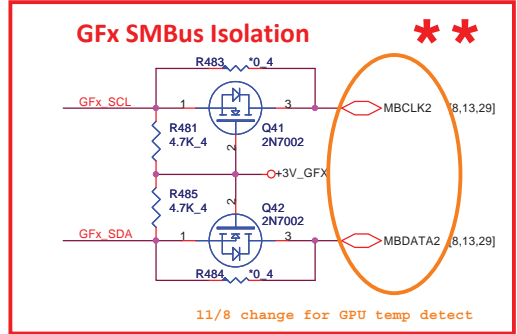 GFx SMBus Isolation
* *
R483 *0_4
GFx_SCL 1 3 MBCLK2 [8,13,29]
R481
4.7K_4
Q41
2N7002
2
+3V_GFX
R485
4.7K_4
2
Q42
2N7002
GFx_SDA 1 3 MBDATA2 [8,13,29]
R484 *0_4
11/8 change for GPU temp detect